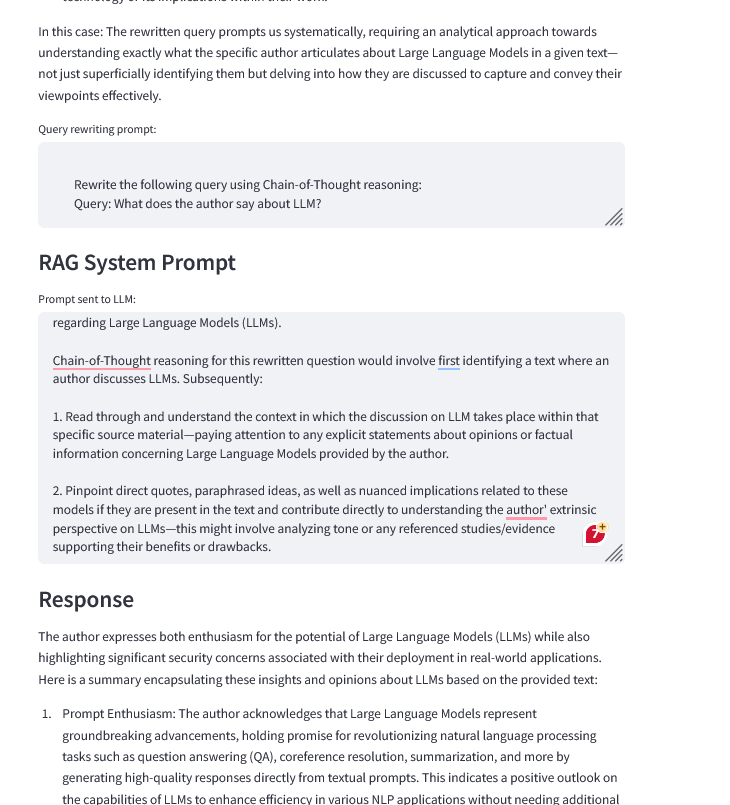 In this case: The rewritten query prompts us systematically, requiring an analytical approach towards
understanding exactly what the specific author articulates about Large Language Models in a given text—
not just superficially identifying them but delving into how they are discussed to capture and convey their
viewpoints effectively.
Query rewriting prompt:
Rewrite the following query using Chain-of-Thought reasoning:
Query: What does the author say about LLM?
RAG System Prompt
Prompt sent to LLM:
regarding Large Language Models (LLMs).
Chain-of-Thought reasoning for this rewritten question would involve first identifying a text where an
author discusses LLMs. Subsequently:
1. Read through and understand the context in which the discussion on LLM takes place within that
specific source material—paying attention to any explicit statements about opinions or factual
information concerning Large Language Models provided by the author.
2. Pinpoint direct quotes, paraphrased ideas, as well as nuanced implications related to these
models if they are present in the text and contribute directly to understanding the author' extrinsic
perspective on LLMs—this might involve analyzing tone or any referenced studies/evidence
supporting their benefits or drawbacks.
7+
Response
The author expresses both enthusiasm for the potential of Large Language Models (LLMs) while also
highlighting significant security concerns associated with their deployment in real-world applications.
Here is a summary encapsulating these insights and opinions about LLMs based on the provided text:
1. Prompt Enthusiasm: The author acknowledges that Large Language Models represent
groundbreaking advancements, holding promise for revolutionizing natural language processing
tasks such as question answering (QA), coreference resolution, summarization, and more by
generating high-quality responses directly from textual prompts. This indicates a positive outlook on
the capabilities of LLMs to enhance efficiency in various NLP applications without needing additional